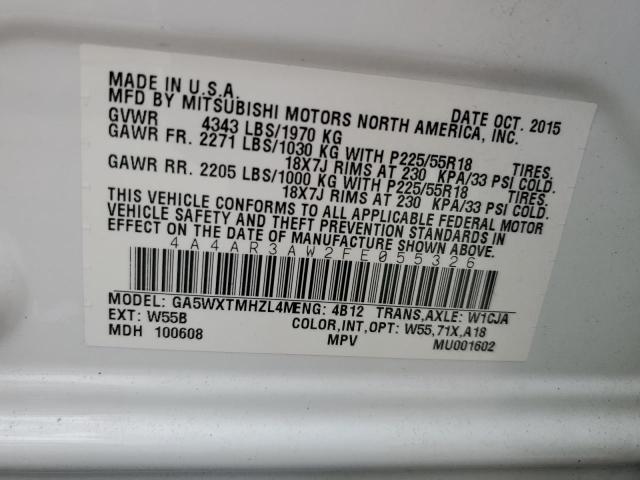 MADE IN U.S.A.
MFD BY MITSUBISHI MOTORS NORTH AMERICA, INC. DATE OCT. 2015
GVWR 4343 LBS/1970 KG
GAWR FR. 2271 LBS/1030 KG WITH P225/55R18 TIRES.
18X7J RIMS AT 230 KPA/33 PSI COLD.
GAWR RR. 2205 LBS/1000 KG WITH P225/55R18 TIRES.
18X7J RIMS AT 230 KPA/33 PSI COLD.
THIS VEHICLE CONFORMS TO ALL APPLICABLE FEDERAL MOTOR
VEHICLE SAFETY AND THEFT PREVENTION STANDARDS IN
EFFECT ON THE DATE OF MANUFACTURE SHOWN ABOVE.
4A4AR3AW2FE055326
MODEL: GA5WXTMHZL4M ENG: 4B12 TRANS,AXLE: W1CJA
EXT: W55B COLOR,INT,OPT: W55,71X,A18
MDH 100608 MPV MU001602